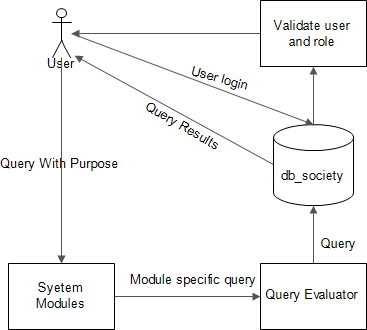 Validate user
and role
User
User login
Query Results
Query With Purpose
db_society
Query
Module specific query
Syetem
Modules
Query Evaluator